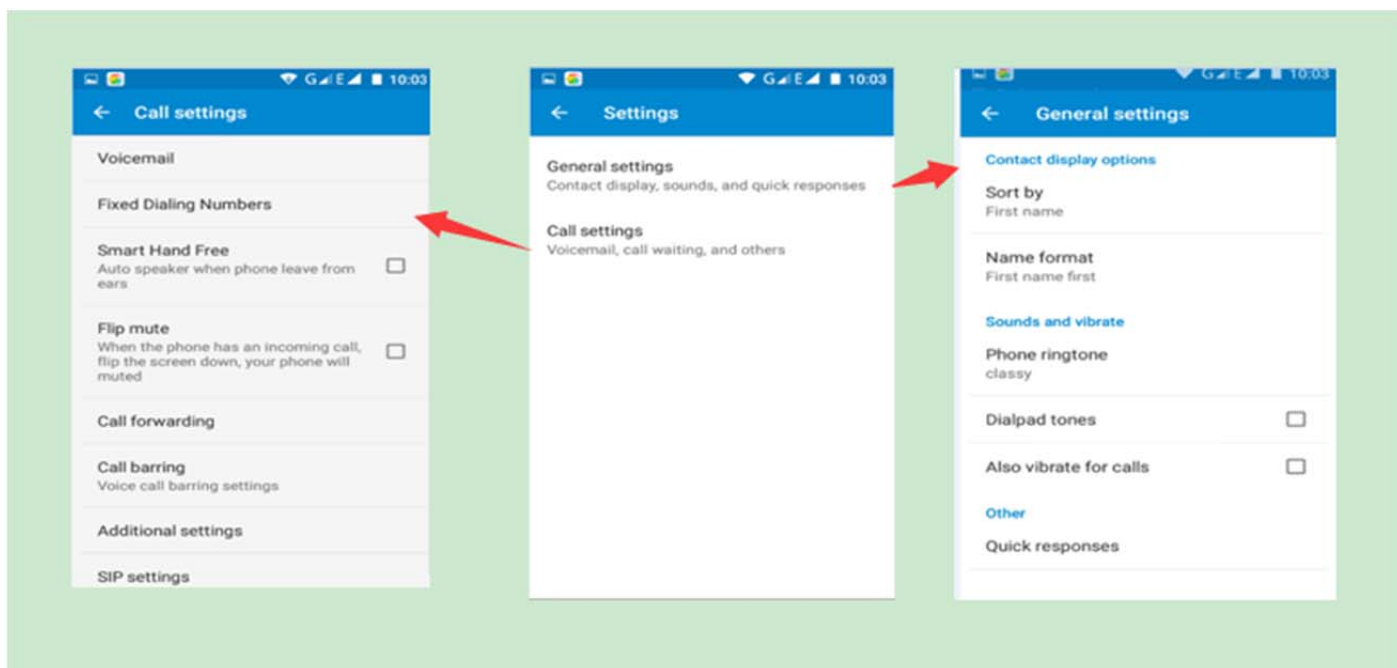 G E 10:03
Call settings
Voicemail
Fixed Dialing Numbers
Smart Hand Free
Auto speaker when phone leave from
ears
Flip mute
When the phone has an incoming call,
flip the screen down, your phone will
muted
Call forwarding
Call barring
Voice call barring settings
Additional settings
SIP settings
G E 10:03
Settings
General settings
Contact display, sounds, and quick responses
Call settings
Voicemail, call waiting, and others
G E 10:03
General settings
Contact display options
Sort by
First name
Name format
First name first
Sounds and vibrate
Phone ringtone
classy
Dialpad tones
Also vibrate for calls
Other
Quick responses